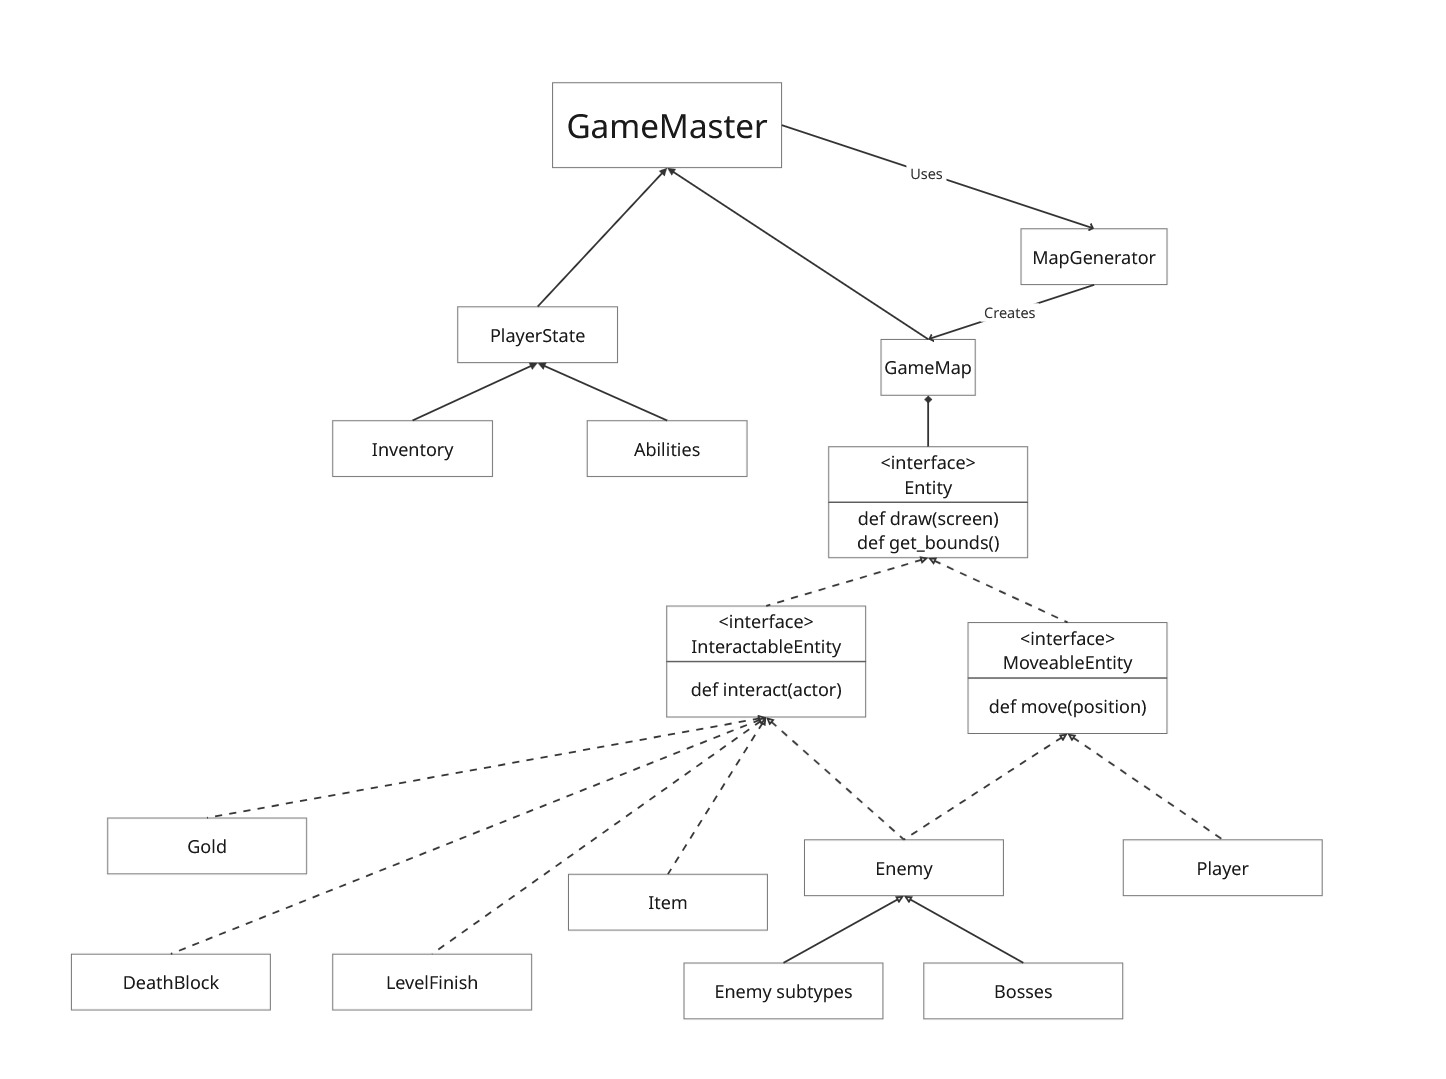 GameMaster
Uses
MapGenerator
Creates
PlayerState
GameMap
Inventory
Abilities
<interface>
Entity
def draw(screen)
def get_bounds()
<interface>
InteractableEntity
def interact(actor)
<interface>
MoveableEntity
def move(position)
Gold
Enemy
Player
Item
DeathBlock
LevelFinish
Enemy subtypes
Bosses